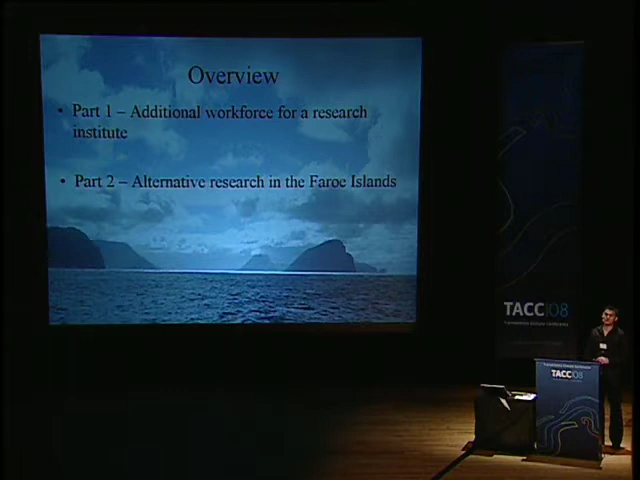 Overview
• Part 1 – Additional workforce for a research
institute
• Part 2 – Alternative research in the Faroe Islands
TACC|08
TACC|08